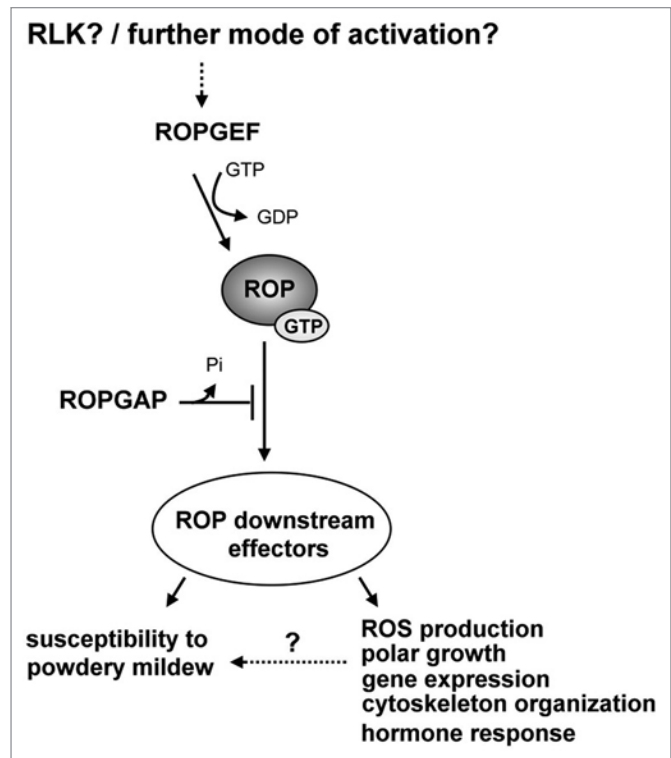 RLK? / further mode of activation?
ROPGEF
GTP
GDP
ROP
GTP
Pi
ROPGAP
ROP downstream
effectors
susceptibility to
powdery mildew
?
ROS production
polar growth
gene expression
cytoskeleton organization
hormone response